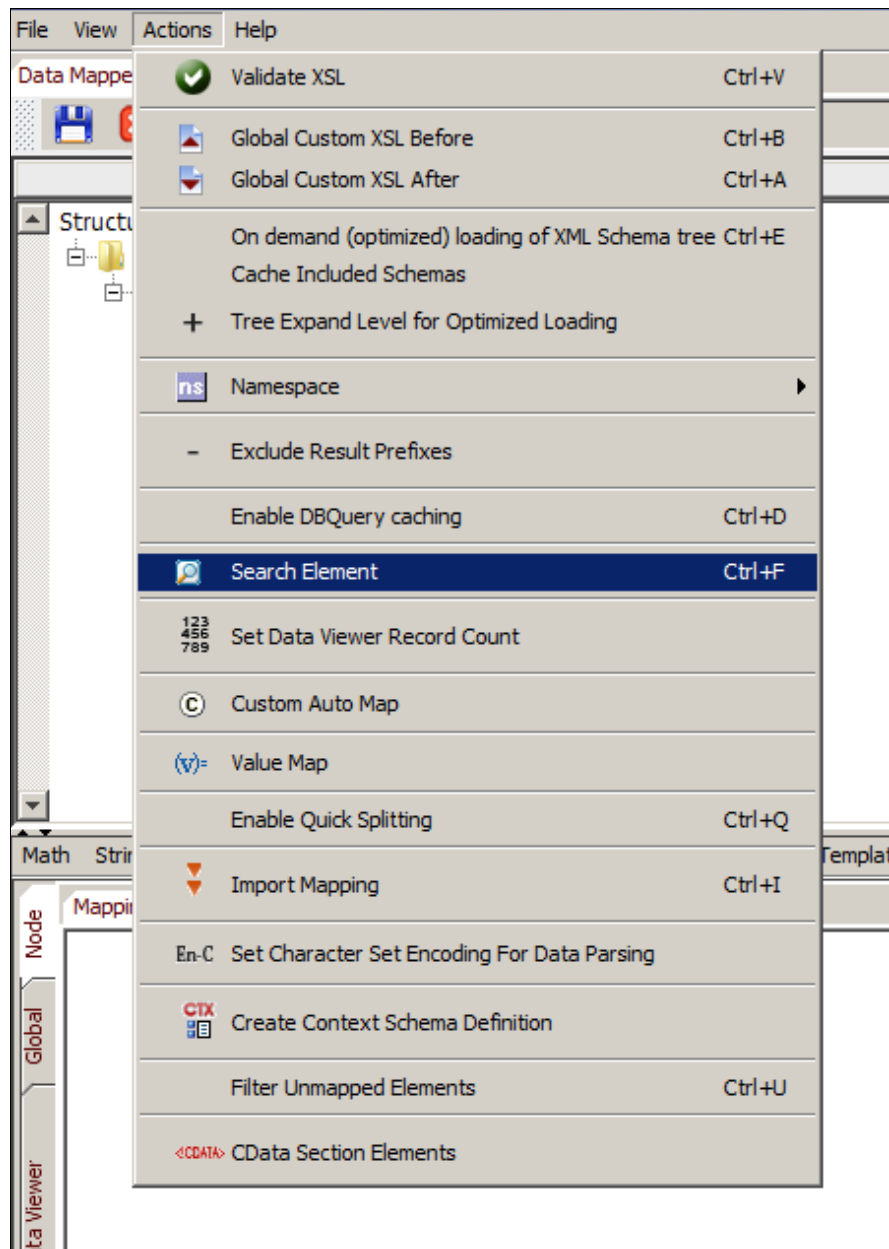 File View Actions Help
Data Mappe
Validate XSL Ctrl+V
Global Custom XSL Before Ctrl+B
Global Custom XSL After Ctrl+A
Structu
On demand (optimized) loading of XML Schema tree Ctrl+E
Cache Included Schemas
+ Tree Expand Level for Optimized Loading
ns Namespace
- Exclude Result Prefixes
Enable DBQuery caching Ctrl+D
Search Element Ctrl+F
123
456
789
Set Data Viewer Record Count
C Custom Auto Map
(v)= Value Map
Enable Quick Splitting Ctrl+Q
Math Strin
Templat
Import Mapping Ctrl+I
Mappin
Node
En-C Set Character Set Encoding For Data Parsing
CTX Create Context Schema Definition
Global
Filter Unmapped Elements Ctrl+U
<CDATA> CData Section Elements
ta Viewer